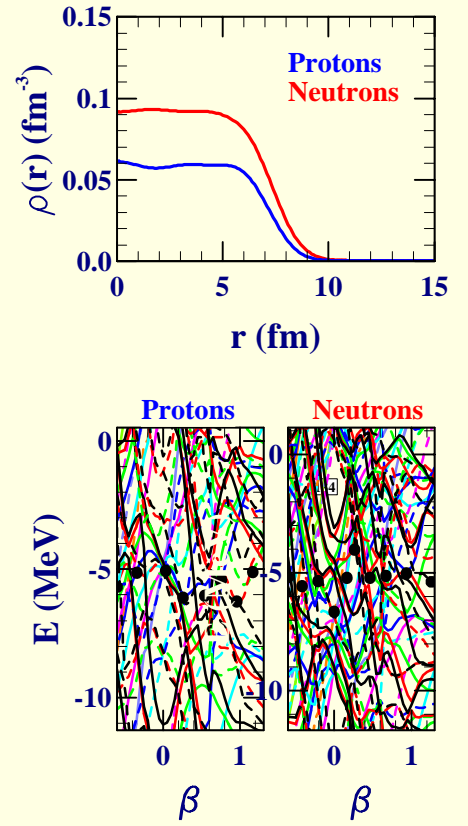 0.15
0.1
0.05
0.0
ρ(r) (fm⁻³)
Protons
Neutrons
0 5 10 15
r (fm)
Protons Neutrons
0
-5
-10
E (MeV)
0
-5
-10
4
0 1 0 1
β β